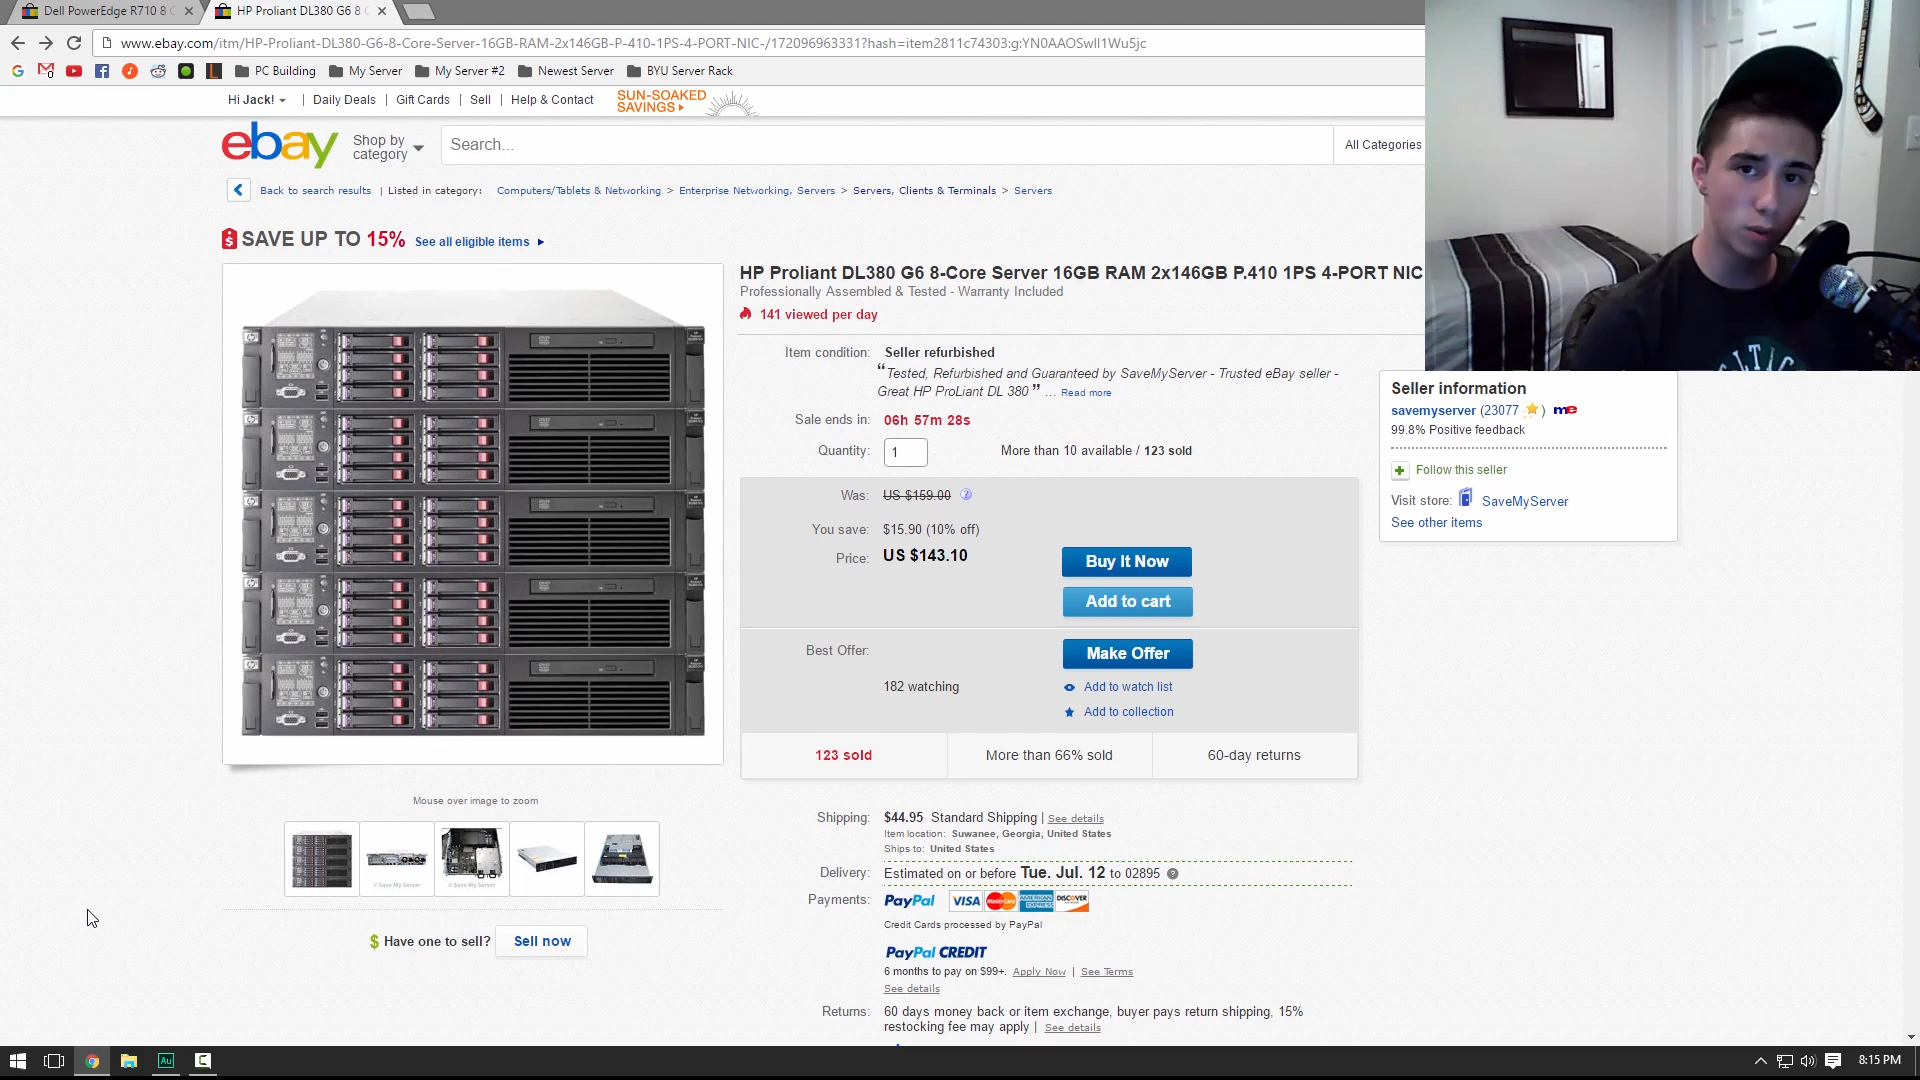 Dell PowerEdge R710 8 C
HP Proliant DL380 G6 8
www.ebay.com/itm/HP-Proliant-DL380-G6-8-Core-Server-16GB-RAM-2x146GB-P-410-1PS-4-PORT-NIC-/172096963331?hash=item2811c74303:g:YN0AAOSwll1Wu5jc
PC Building
My Server
My Server #2
Newest Server
BYU Server Rack
Hi Jack! | Daily Deals | Gift Cards | Sell | Help & Contact
SUN-SOAKED
SAVINGS
ebay
Shop by
category
Search...
All Categories
Back to search results | Listed in category: Computers/Tablets & Networking > Enterprise Networking, Servers > Servers, Clients & Terminals > Servers
SAVE UP TO 15% See all eligible items
HP Proliant DL380 G6 8-Core Server 16GB RAM 2x146GB P.410 1PS 4-PORT NIC
Professionally Assembled & Tested - Warranty Included
141 viewed per day
Item condition: Seller refurbished
“Tested, Refurbished and Guaranteed by SaveMyServer - Trusted eBay seller -
Great HP ProLiant DL 380” ... Read more
Sale ends in: 06h 57m 28s
Quantity: 1 More than 10 available / 123 sold
Was: US $159.00
You save: $15.90 (10% off)
Price: US $143.10
Buy It Now
Add to cart
Best Offer:
Make Offer
182 watching
Add to watch list
Add to collection
123 sold
More than 66% sold
60-day returns
Seller information
savemyserver (23077 ) me
99.8% Positive feedback
Follow this seller
Visit store: SaveMyServer
See other items
Mouse over image to zoom
Save My Server
Save My Server
Have one to sell? Sell now
Shipping: $44.95 Standard Shipping | See details
Item location: Suwanee, Georgia, United States
Ships to: United States
Delivery: Estimated on or before Tue. Jul. 12 to 02895
Payments: PayPal VISA MasterCard AMERICAN EXPRESS DISCOVER
Credit Cards processed by PayPal
PayPal CREDIT
6 months to pay on $99+. Apply Now | See Terms
See details
Returns: 60 days money back or item exchange, buyer pays return shipping, 15%
restocking fee may apply | See details
Au
8:15 PM